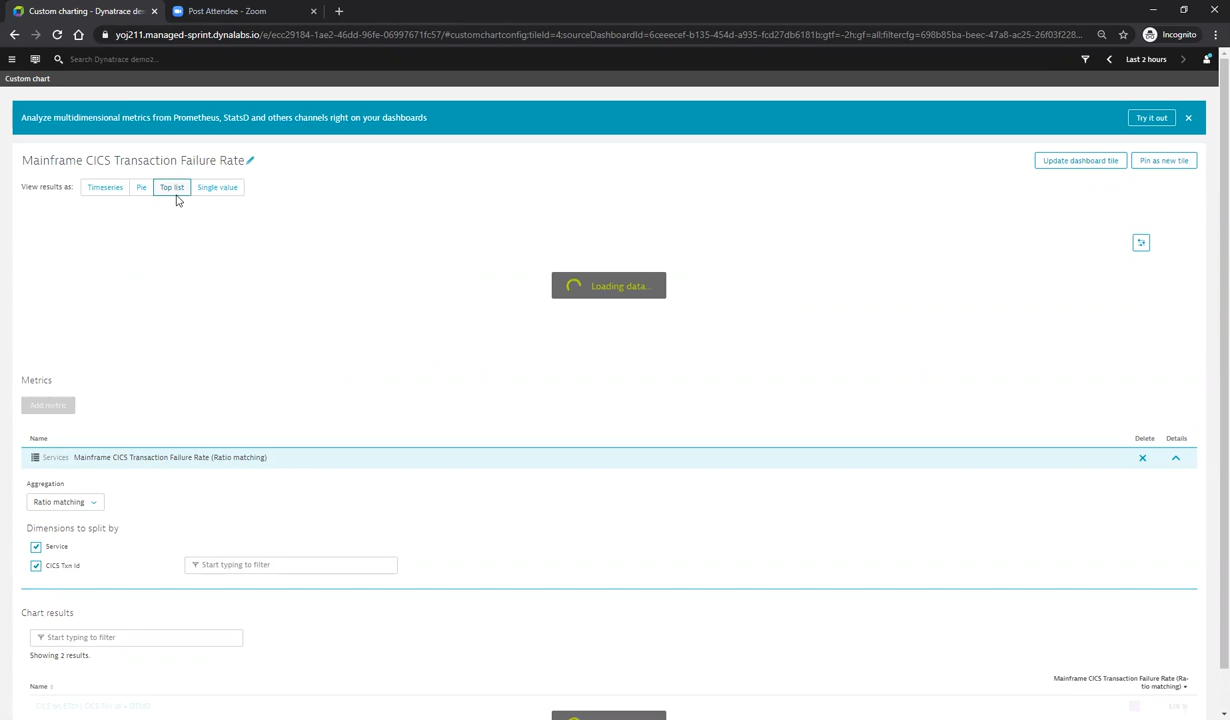 Custom charting - Dynatrace de
Post Attendee - Zoom
yoj211.managed-sprint.dynalabs.io/e/ecc29184-1ae2-46dd-96fe-06997671fc57/#customchartconfig;tileId=4;sourceDashboardId=6ceeecef-b135-454d-a935-fcd27db6181b;gtf=-2h;gf=all;filtercfg=698b85ba-beec-47a8-ac25-26f03f228...
Incognito
Search Dynatrace demo2...
Last 2 hours
Custom chart
Analyze multidimensional metrics from Prometheus, StatsD and others channels right on your dashboards
Try it out
Mainframe CICS Transaction Failure Rate
Update dashboard tile
Pin as new tile
View results as:
Timeseries
Pie
Top list
Single value
Loading data...
Metrics
Add metric
Name
Delete
Details
Services Mainframe CICS Transaction Failure Rate (Ratio matching)
Aggregation
Ratio matching
Dimensions to split by
Service
CICS Txn Id
Start typing to filter
Chart results
Start typing to filter
Showing 2 results.
Name
Mainframe CICS Transaction Failure Rate (Ra-
tio matching)